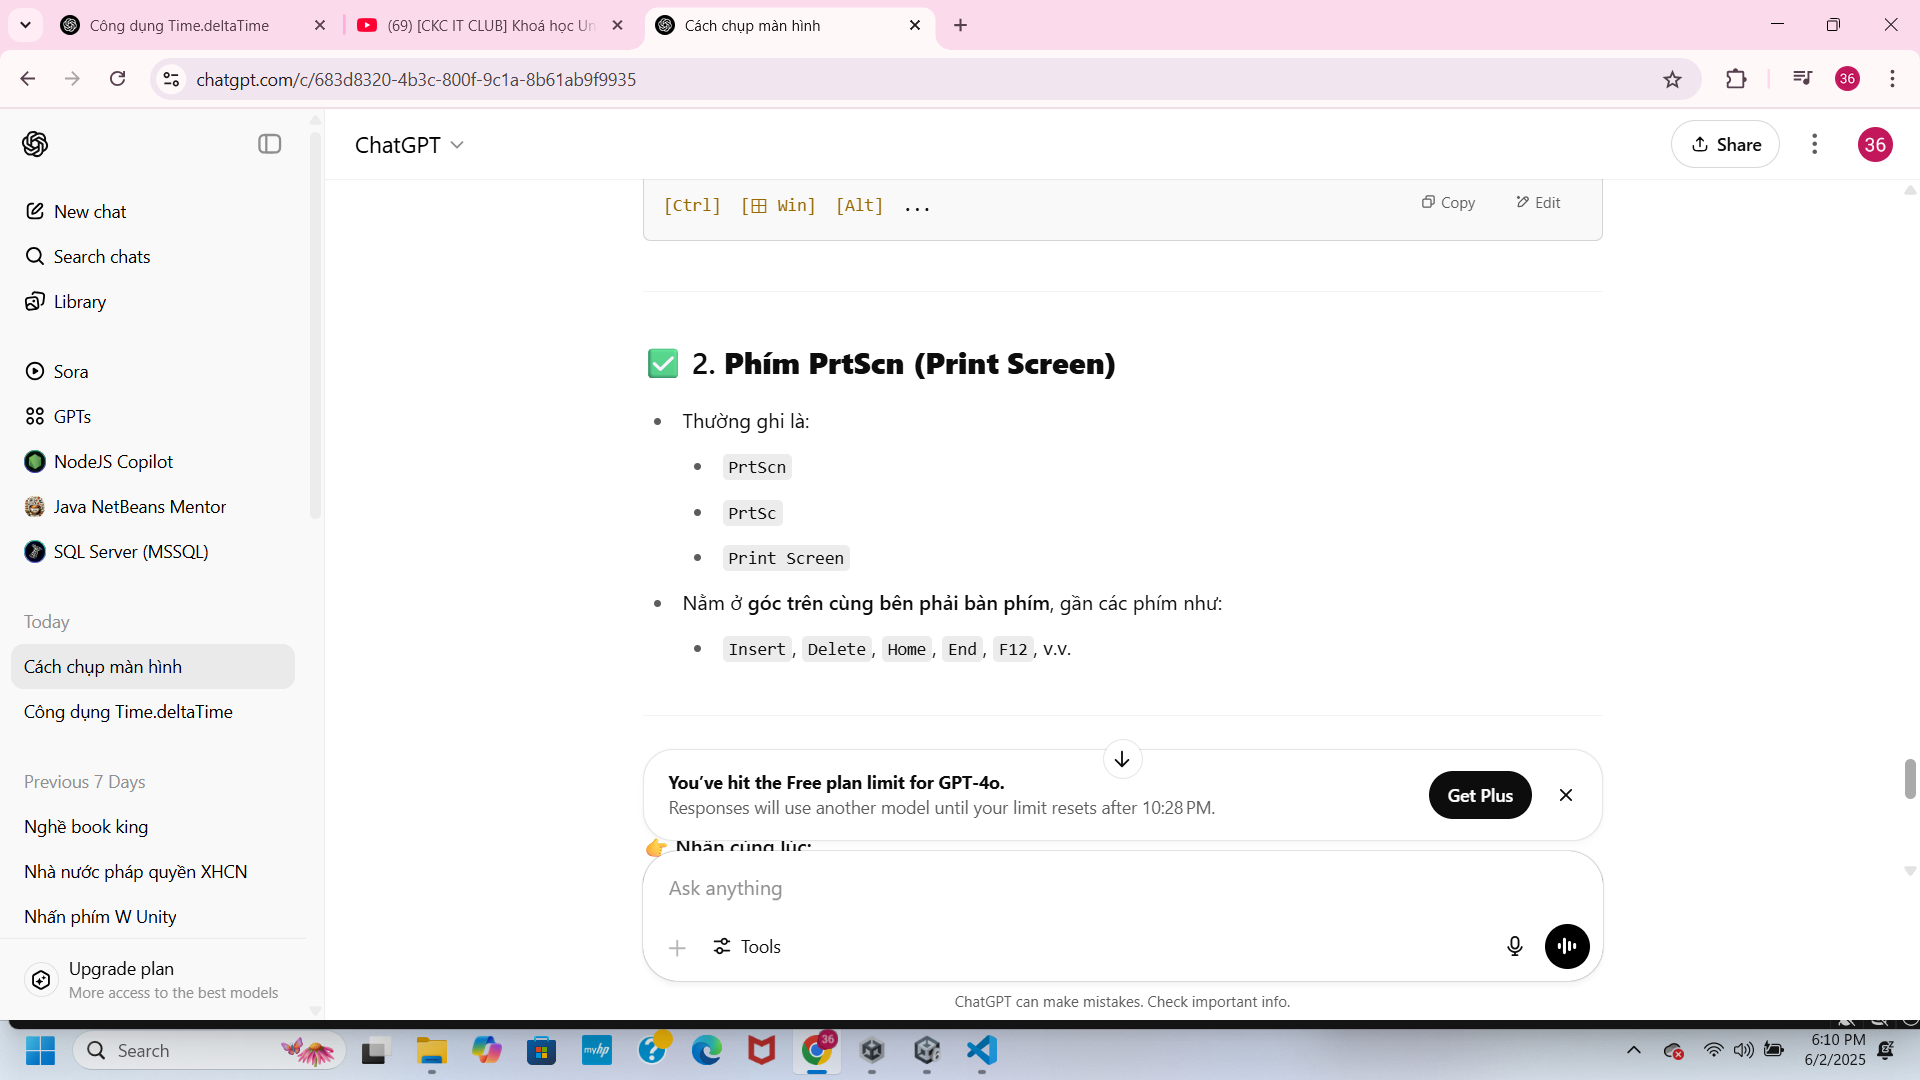 Công dụng Time.deltaTime
(69) [CKC IT CLUB] Khoá học Un
Cách chụp màn hình
chatgpt.com/c/683d8320-4b3c-800f-9c1a-8b61ab9f9935
36
ChatGPT
Share
36
New chat
Search chats
Library
Sora
GPTs
NodeJS Copilot
Java NetBeans Mentor
SQL Server (MSSQL)
Today
Cách chụp màn hình
Công dụng Time.deltaTime
Previous 7 Days
Nghề book king
Nhà nước pháp quyền XHCN
Nhấn phím W Unity
Upgrade plan
More access to the best models
[Ctrl] [⊞ Win] [Alt] ...
Copy
Edit
✅ 2. Phím PrtScn (Print Screen)
Thường ghi là:
PrtScn
PrtSc
Print Screen
Nằm ở góc trên cùng bên phải bàn phím, gần các phím như:
Insert, Delete, Home, End, F12, v.v.
You’ve hit the Free plan limit for GPT-4o.
Responses will use another model until your limit resets after 10:28 PM.
Get Plus
👉 Nhấn cùng lúc:
Ask anything
Tools
ChatGPT can make mistakes. Check important info.
Search
myhp
36
6:10 PM
6/2/2025